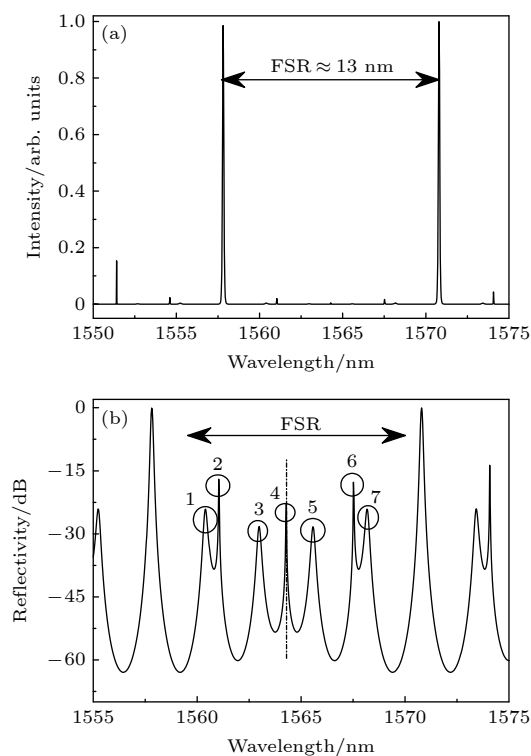 (a)
1.0
0.8
0.6
0.4
0.2
0
FSR ≈ 13 nm
Intensity/arb. units
1550 1555 1560 1565 1570 1575
Wavelength/nm
(b)
0
−15
−30
−45
−60
FSR
1
2
3
4
5
6
7
Reflectivity/dB
1555 1560 1565 1570 1575
Wavelength/nm